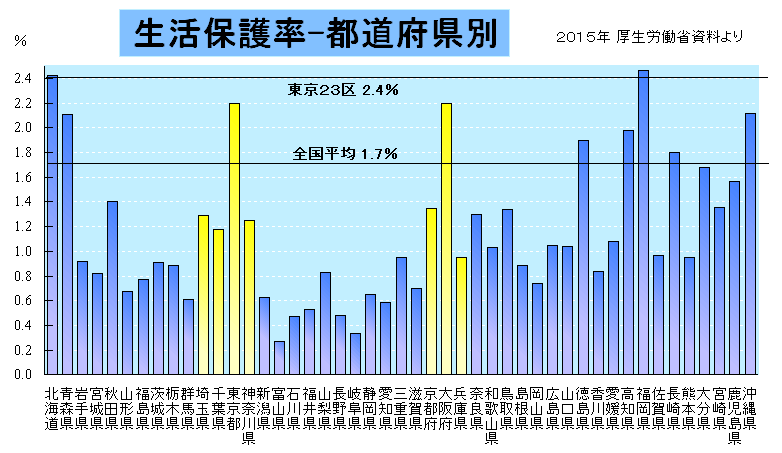 生活保護率-都道府県別
2015年 厚生労働省資料より
%
2.4
2.2
2.0
1.8
1.6
1.4
1.2
1.0
0.8
0.6
0.4
0.2
0.0
東京23区 2.4%
全国平均 1.7%
北海道
青森県
岩手県
宮城県
秋田県
山形県
福島県
茨城県
栃木県
群馬県
埼玉県
千葉県
東京都
神奈川県
新潟県
富山県
石川県
福井県
山梨県
長野県
岐阜県
静岡県
愛知県
三重県
滋賀県
京都府
大阪府
兵庫県
奈良県
和歌山県
鳥取県
島根県
岡山県
広島県
山口県
徳島県
香川県
愛媛県
高知県
福岡県
佐賀県
長崎県
熊本県
大分県
宮崎県
鹿児島県
沖縄県